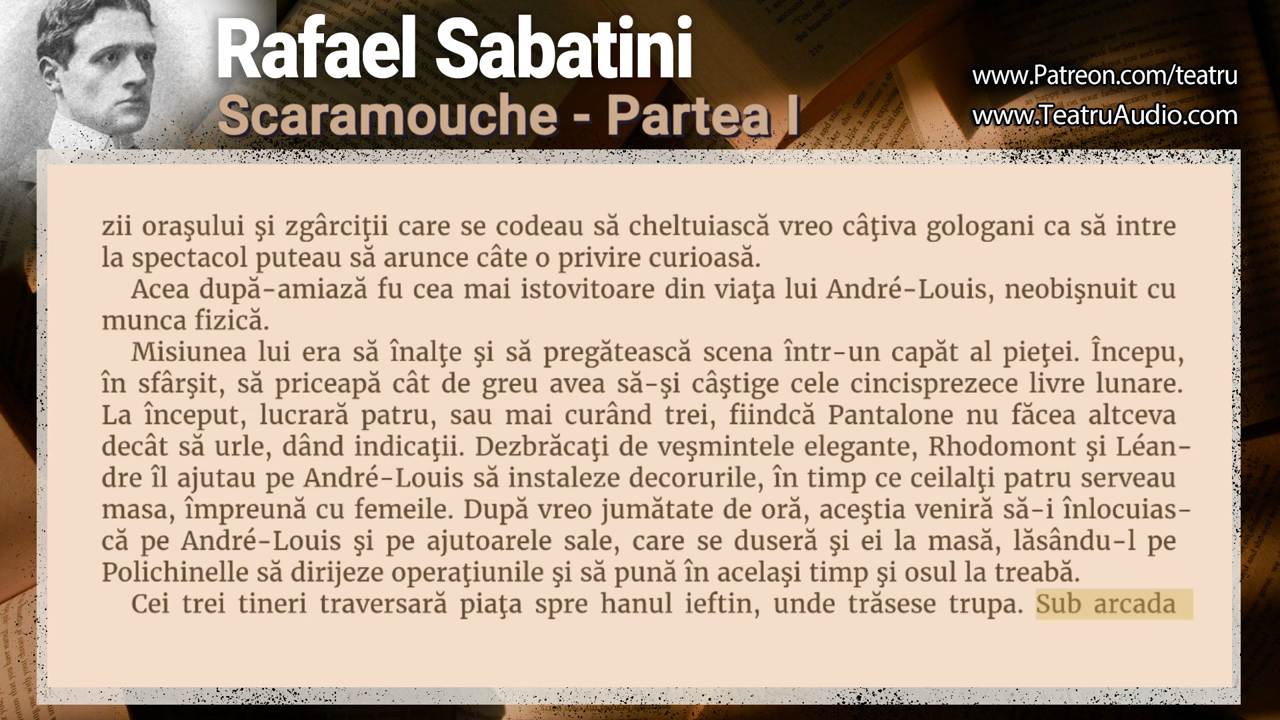 Rafael Sabatini
Scaramouche - Partea I
www.Patreon.com/teatru
www.TeatruAudio.com
zii oraşului şi zgârciţii care se codeau să cheltuiască vreo câţiva gologani ca să intre
la spectacol puteau să arunce câte o privire curioasă.
Acea după-amiază fu cea mai istovitoare din viaţa lui André-Louis, neobişnuit cu
munca fizică.
Misiunea lui era să înalţe şi să pregătească scena într-un capăt al pieţei. Începu,
în sfârşit, să priceapă cât de greu avea să-şi câştige cele cincisprezece livre lunare.
La început, lucrară patru, sau mai curând trei, fiindcă Pantalone nu făcea altceva
decât să urle, dând indicaţii. Dezbrăcaţi de veşmintele elegante, Rhodomont şi Léan-
dre îl ajutau pe André-Louis să instaleze decorurile, în timp ce ceilalţi patru serveau
masa, împreună cu femeile. După vreo jumătate de oră, aceştia veniră să-i înlocuias-
că pe André-Louis şi pe ajutoarele sale, care se duseră şi ei la masă, lăsându-l pe
Polichinelle să dirijeze operaţiunile şi să pună în acelaşi timp şi osul la treabă.
Cei trei tineri traversară piaţa spre hanul ieftin, unde trăsese trupa. Sub arcada